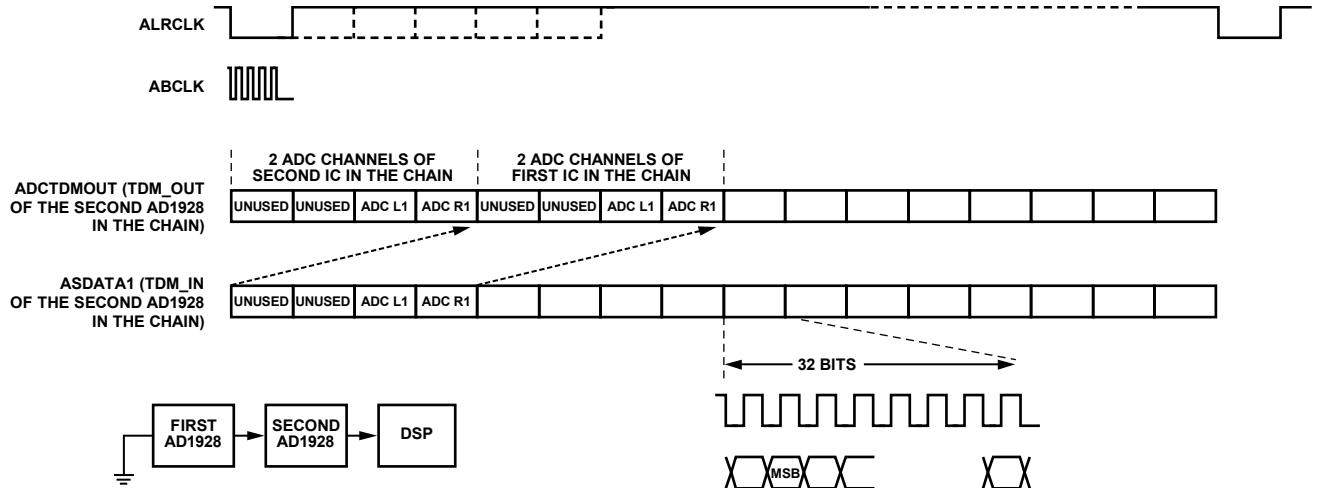 ALRCLK
ABCLK
2 ADC CHANNELS OF
SECOND IC IN THE CHAIN
2 ADC CHANNELS OF
FIRST IC IN THE CHAIN
ADCTDMOUT (TDM_OUT
OF THE SECOND AD1928
IN THE CHAIN)
UNUSED UNUSED ADC L1 ADC R1 UNUSED UNUSED ADC L1 ADC R1
ASDATA1 (TDM_IN
OF THE SECOND AD1928
IN THE CHAIN)
UNUSED UNUSED ADC L1 ADC R1
32 BITS
FIRST
AD1928
SECOND
AD1928
DSP
MSB